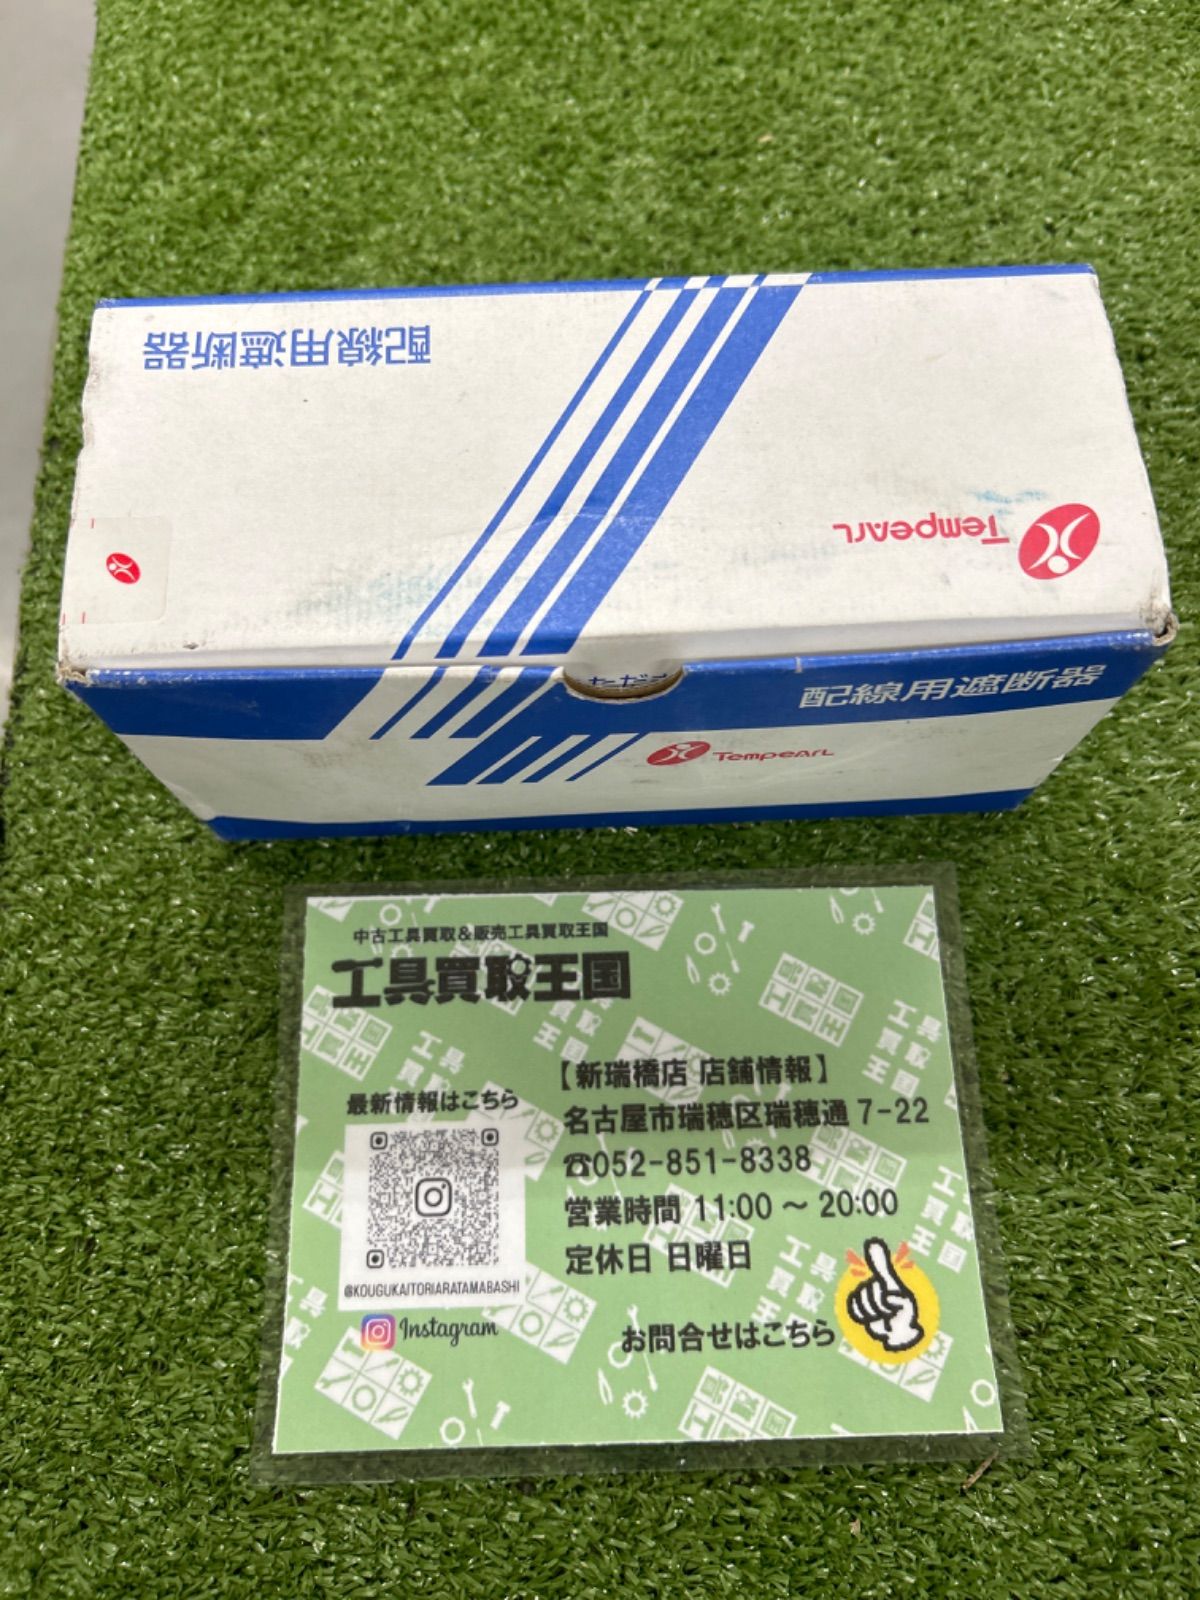 配線用遮断器
Tempearl
配線用遮断器
Tempearl
中古工具買取&販売工具買取王国
工具買取王国
【新瑞橋店 店舗情報】
最新情報はこちら
名古屋市瑞穂区瑞穂通 7-22
☎052-851-8338
営業時間 11:00 ～ 20:00
定休日 日曜日
@KOUGUKAITORIARATAMABASHI
Instagram
お問合せはこちら